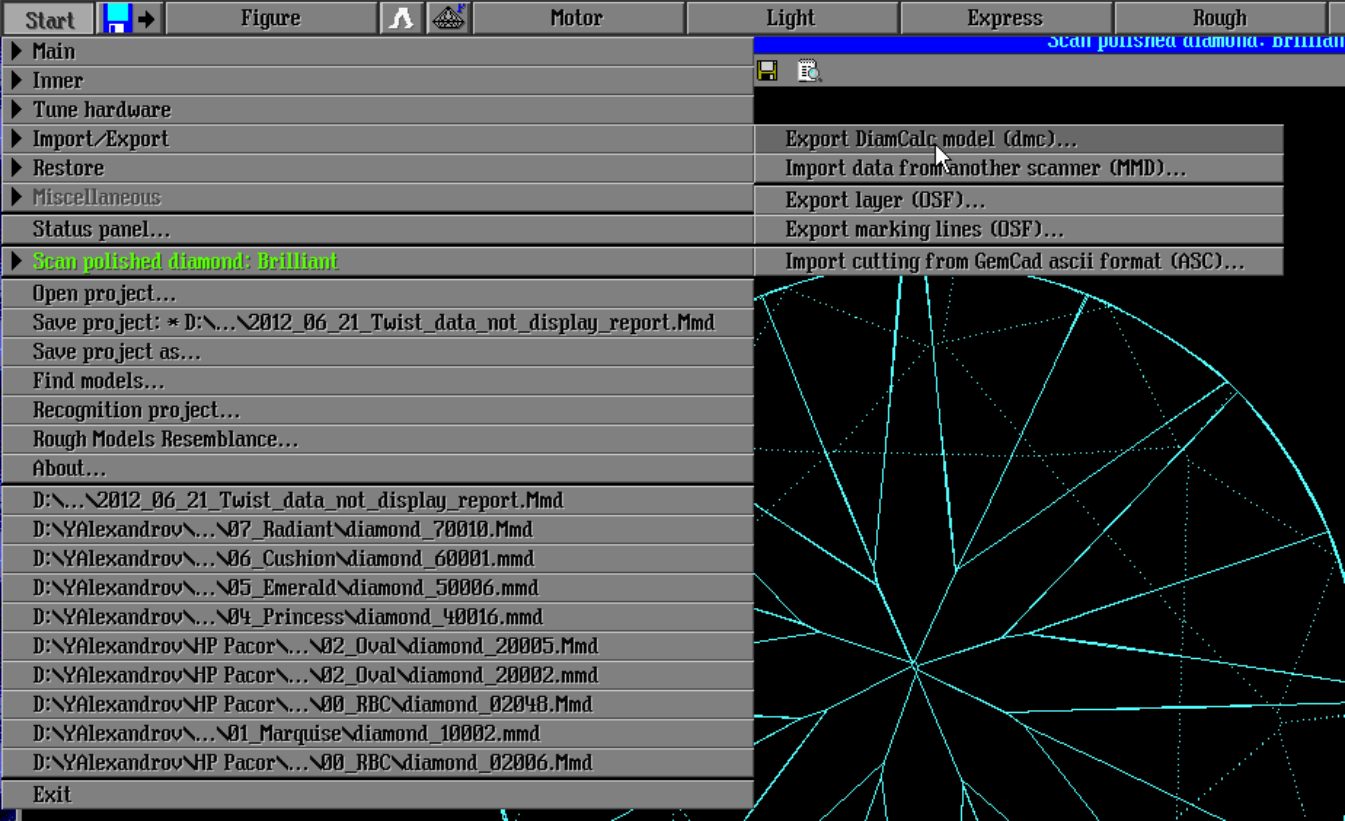 Start Figure Motor Light Express Rough
Scan polished diamond: Brillian
Main
Inner
Tune hardware
Import/Export
Export DiamCalc model (dmc)...
Restore
Import data from another scanner (MMD)...
Miscellaneous
Export layer (OSF)...
Status panel...
Export marking lines (OSF)...
Scan polished diamond: Brilliant
Import cutting from GemCad ascii format (ASC)...
Open project...
Save project: * D:\...\2012_06_21_Twist_data_not_display_report.Mmd
Save project as...
Find models...
Recognition project...
Rough Models Resemblance...
About...
D:\...\2012_06_21_Twist_data_not_display_report.Mmd
D:\YAlexandrov\...\07_Radiant\diamond_70010.Mmd
D:\YAlexandrov\...\06_Cushion\diamond_60001.mmd
D:\YAlexandrov\...\05_Emerald\diamond_50006.mmd
D:\YAlexandrov\...\04_Princess\diamond_40016.mmd
D:\YAlexandrov\HP Pacor\...\02_Oval\diamond_20005.Mmd
D:\YAlexandrov\HP Pacor\...\02_Oval\diamond_20002.mmd
D:\YAlexandrov\HP Pacor\...\00_RBC\diamond_02048.Mmd
D:\YAlexandrov\...\01_Marquise\diamond_10002.mmd
D:\YAlexandrov\HP Pacor\...\00_RBC\diamond_02006.Mmd
Exit